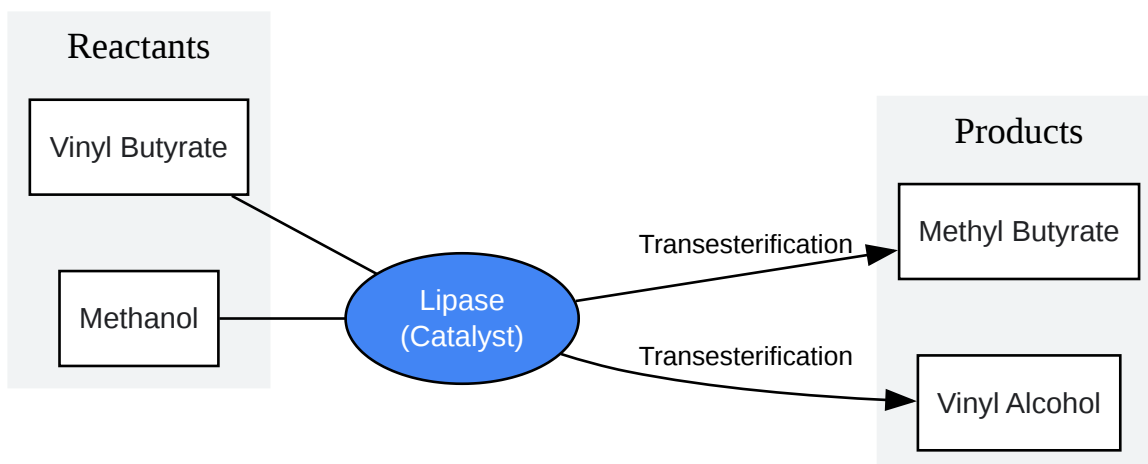 Reactants
Vinyl Butyrate
Methanol
Lipase
(Catalyst)
Transesterification
Transesterification
Products
Methyl Butyrate
Vinyl Alcohol